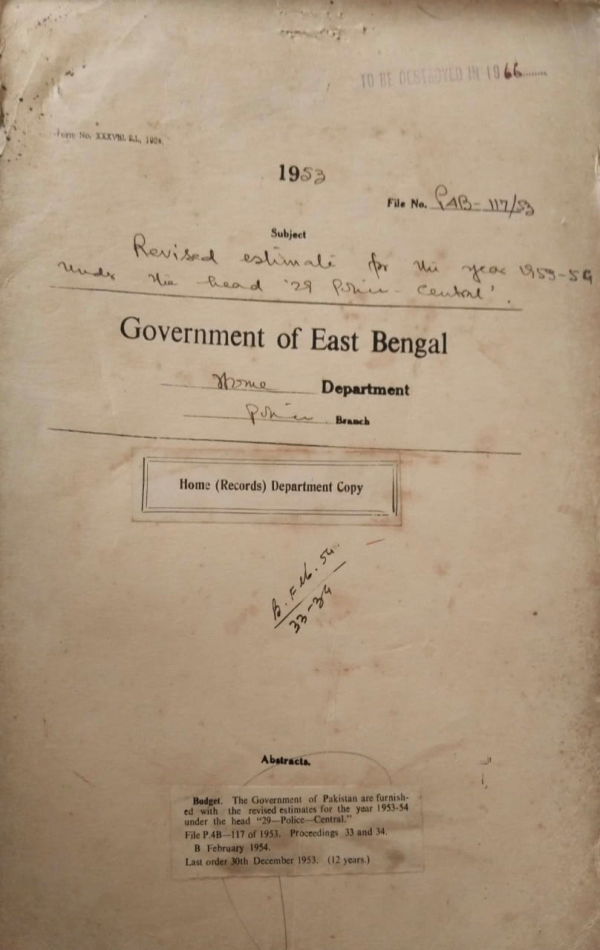 TO BE DESTROYED IN 1966
Form No. XXXVIII, E.I., 1924.
1953
File No. P4B- 117/53
Subject
Revised estimate for the year 1953-54
under the head '29 Police - Central'.
Government of East Bengal
Home Department
Police Branch
Home (Records) Department Copy
B. Feb. 54
33-34
Abstracts.
Budget. The Government of Pakistan are furnish-
ed with the revised estimates for the year 1953-54
under the head "29—Police—Central."
File P.4B—117 of 1953. Proceedings 33 and 34.
B February 1954.
Last order 30th December 1953. (12 years.)